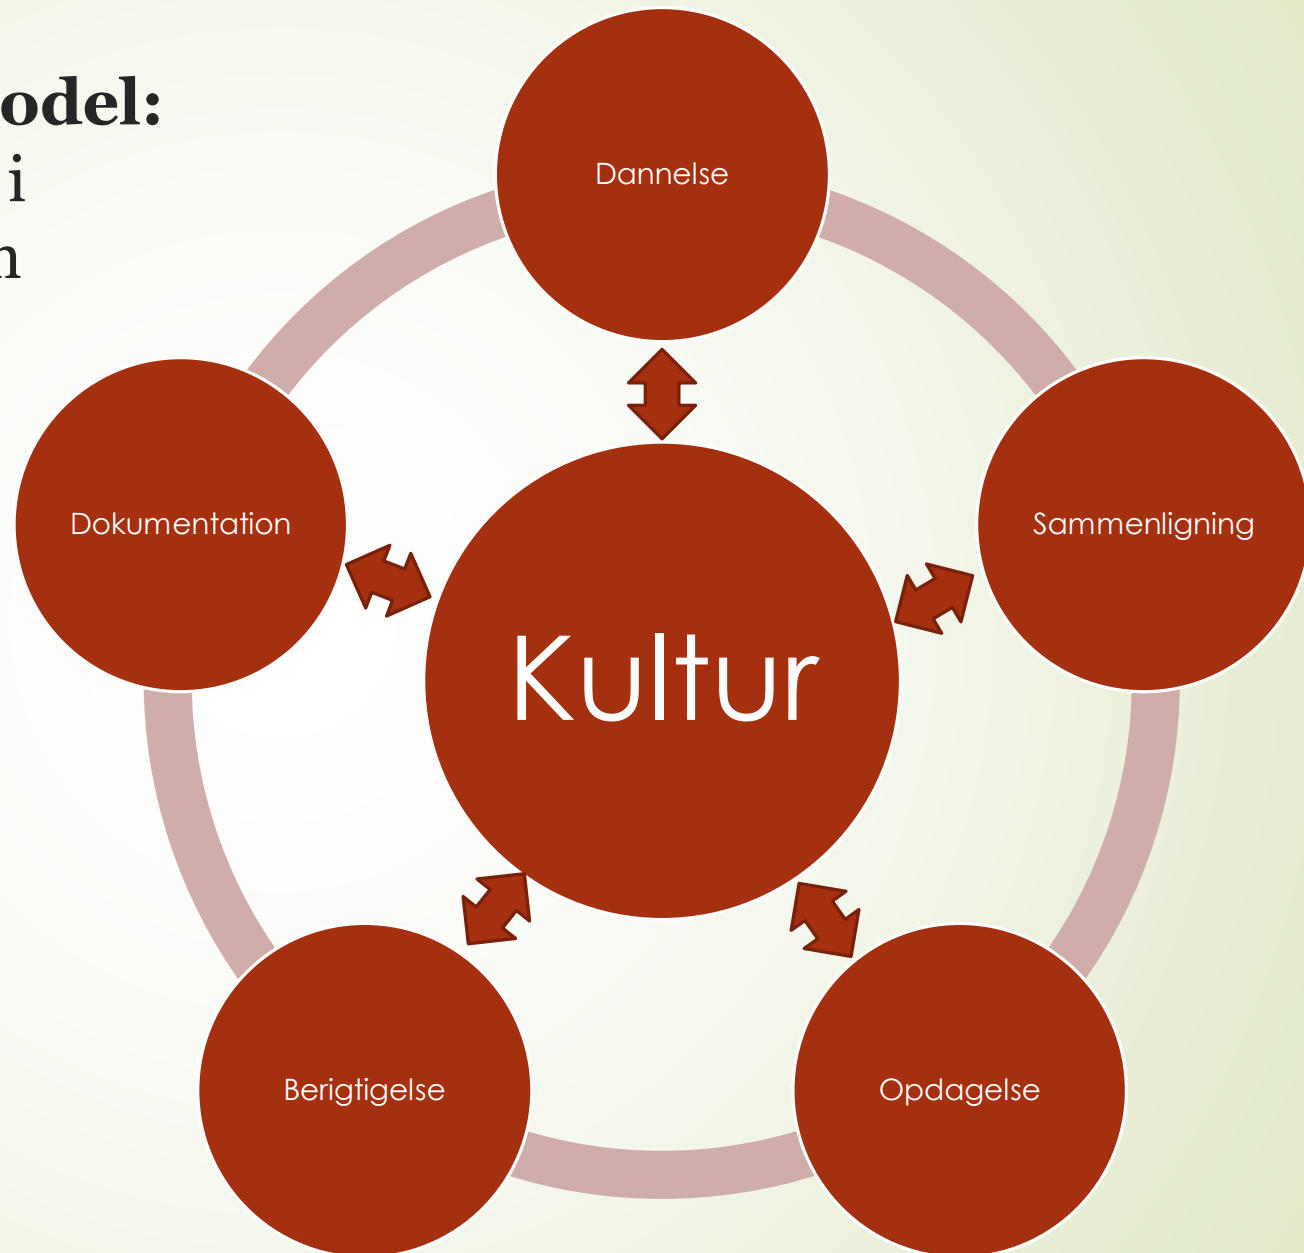 odel:
i
n
Dannelse
Dokumentation
Sammenligning
Kultur
Berigtigelse
Opdagelse